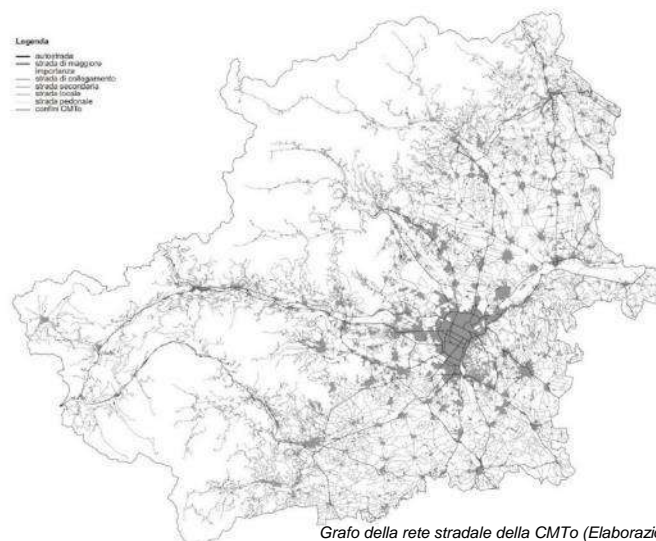 Legenda
autostrada
strada di maggiore
importanza
strada di collegamento
strada secondaria
strada locale
strada pedonale
confini CMTo
Grafo della rete stradale della CMTo (Elaborazio